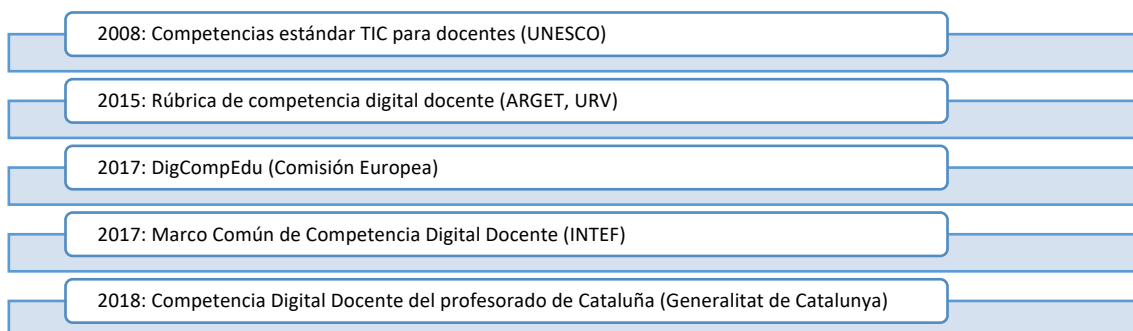 2008: Competencias estándar TIC para docentes (UNESCO)
2015: Rúbrica de competencia digital docente (ARGET, URV)
2017: DigCompEdu (Comisión Europea)
2017: Marco Común de Competencia Digital Docente (INTEF)
2018: Competencia Digital Docente del profesorado de Cataluña (Generalitat de Catalunya)